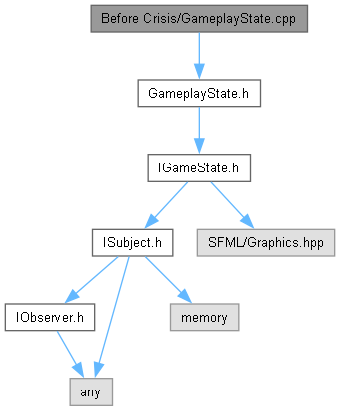 Before Crisis/GameplayState.cpp
GameplayState.h
IGameState.h
ISubject.h
SFML/Graphics.hpp
IObserver.h
memory
any